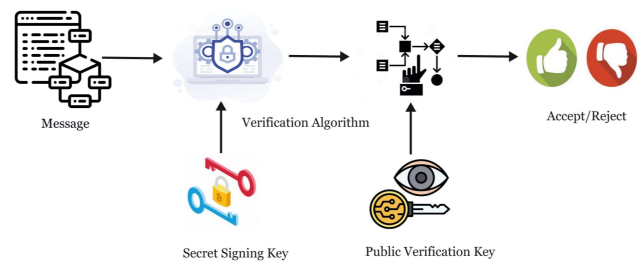 Message
Verification Algorithm
Accept/Reject
Secret Signing Key
Public Verification Key